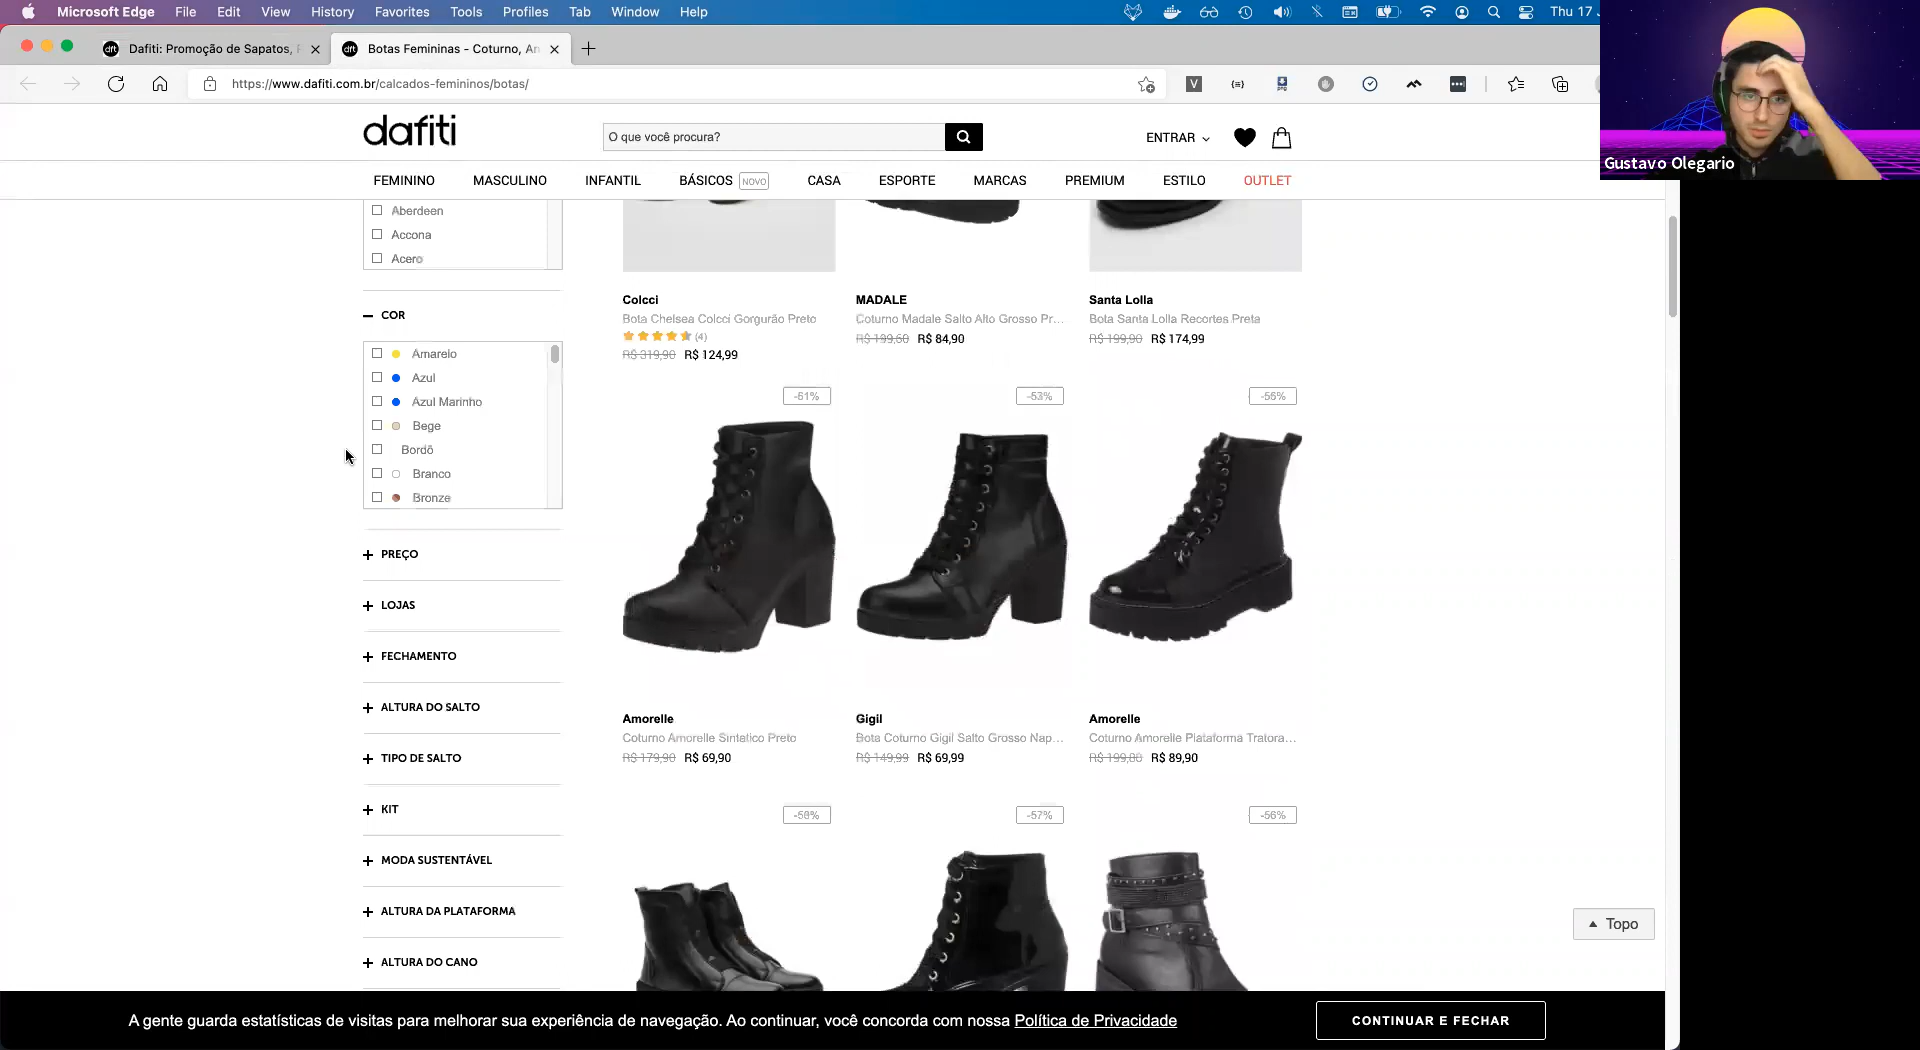 Microsoft Edge File Edit View History Favorites Tools Profiles Tab Window Help Thu 17
dft Dafiti: Promoção de Sapatos,
dft Botas Femininas - Coturno, An
https://www.dafiti.com.br/calcados-femininos/botas/
Gustavo Olegario
dafiti
O que você procura?
ENTRAR
FEMININO MASCULINO INFANTIL BÁSICOS NOVO CASA ESPORTE MARCAS PREMIUM ESTILO OUTLET
Aberdeen
Accona
Acero
COR
Amarelo
Azul
Azul Marinho
Bege
Bordô
Branco
Bronze
PREÇO
LOJAS
FECHAMENTO
ALTURA DO SALTO
TIPO DE SALTO
KIT
MODA SUSTENTÁVEL
ALTURA DA PLATAFORMA
ALTURA DO CANO
Colcci
Bota Chelsea Colcci Gorgurão Preto
(4)
R$ 319,90 R$ 124,99
MADALE
Coturno Madale Salto Alto Grosso Pr...
R$ 199,60 R$ 84,90
Santa Lolla
Bota Santa Lolla Recortes Preta
R$ 199,90 R$ 174,99
-61%
-53%
-55%
Amorelle
Coturno Amorelle Sintatico Preto
R$ 179,90 R$ 69,90
Gigil
Bota Coturno Gigil Salto Grosso Nap...
R$ 149,99 R$ 69,99
Amorelle
Coturno Amorelle Plataforma Tratora...
R$ 199,80 R$ 89,90
-58%
-57%
-56%
Topo
A gente guarda estatísticas de visitas para melhorar sua experiência de navegação. Ao continuar, você concorda com nossa Política de Privacidade
CONTINUAR E FECHAR